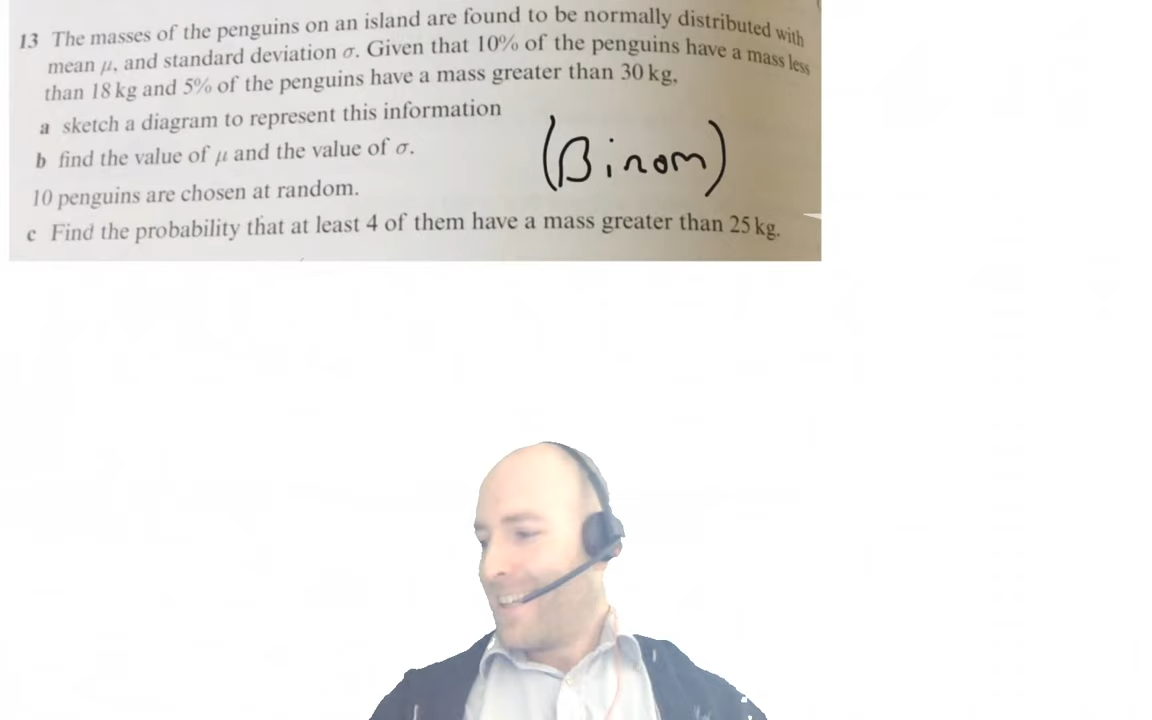 13 The masses of the penguins on an island are found to be normally distributed with
mean μ, and standard deviation σ. Given that 10% of the penguins have a mass less
than 18 kg and 5% of the penguins have a mass greater than 30 kg,
a sketch a diagram to represent this information
b find the value of μ and the value of σ.
(Binom)
10 penguins are chosen at random.
c Find the probability that at least 4 of them have a mass greater than 25 kg.